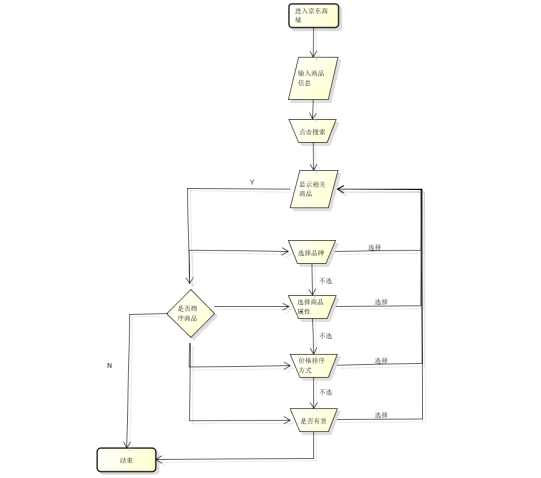 进入京东商
城
输入商品
信息
点击搜索
显示相关
商品
Y
选择品牌
选择
不选
是否筛
序商品
选择商品
属性
选择
不选
N
价格排序
方式
选择
不选
是否有货
选择
结束